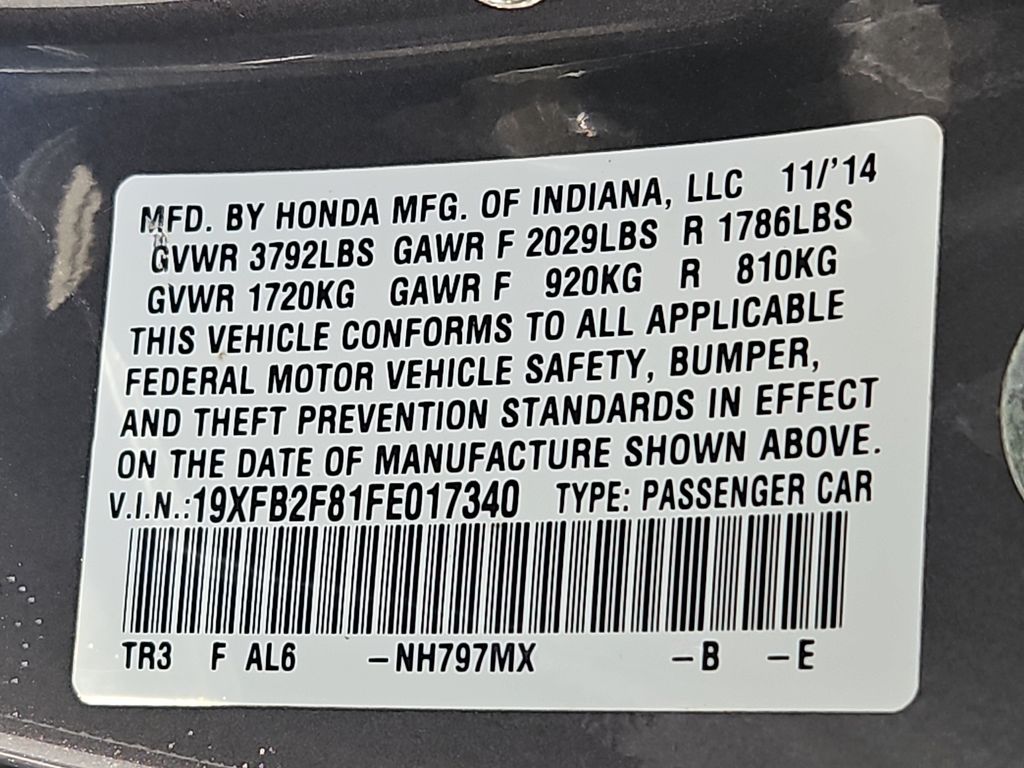 MFD. BY HONDA MFG. OF INDIANA, LLC 11/'14
GVWR 3792LBS GAWR F 2029LBS R 1786LBS
GVWR 1720KG GAWR F 920KG R 810KG
THIS VEHICLE CONFORMS TO ALL APPLICABLE
FEDERAL MOTOR VEHICLE SAFETY, BUMPER,
AND THEFT PREVENTION STANDARDS IN EFFECT
ON THE DATE OF MANUFACTURE SHOWN ABOVE.
V.I.N.:19XFB2F81FE017340 TYPE: PASSENGER CAR
TR3 F AL6 –NH797MX –B –E